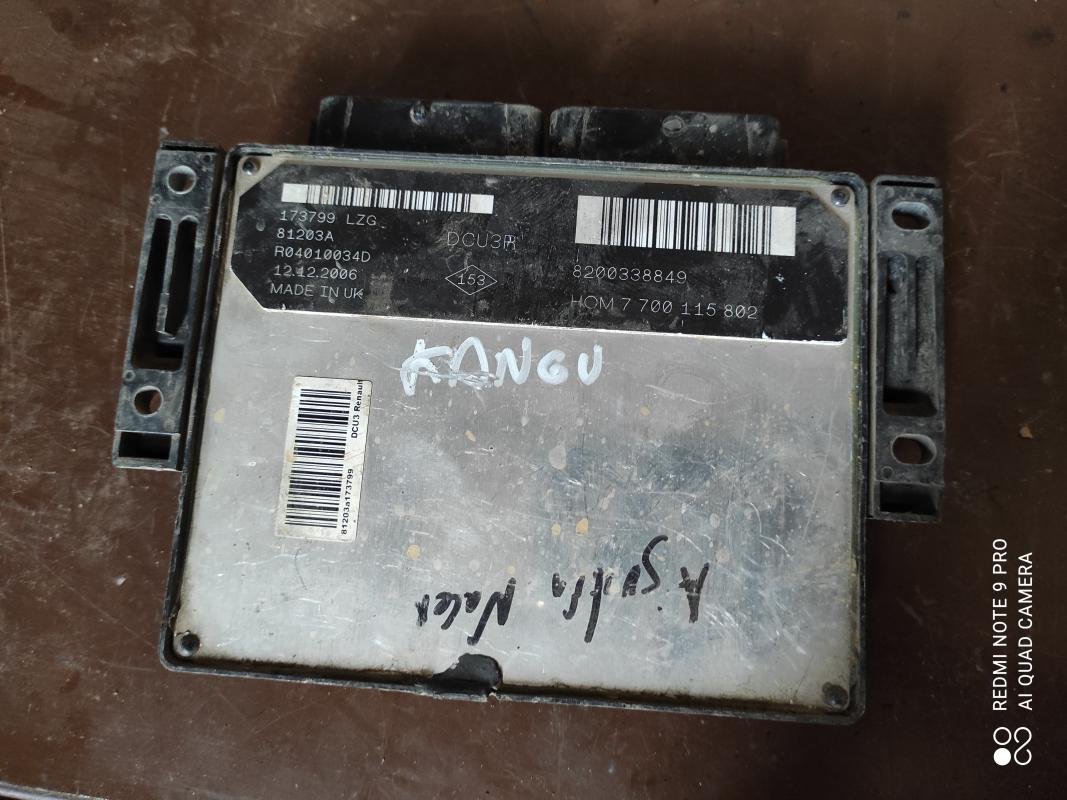 173799 LZG
81203A
R04010034D
12.12.2006
MADE IN UK
DCU3R
153
8200338849
HOM 7 700 115 802
KANGU
81203a173799
DCU3 Renault
REDMI NOTE 9 PRO
AI QUAD CAMERA